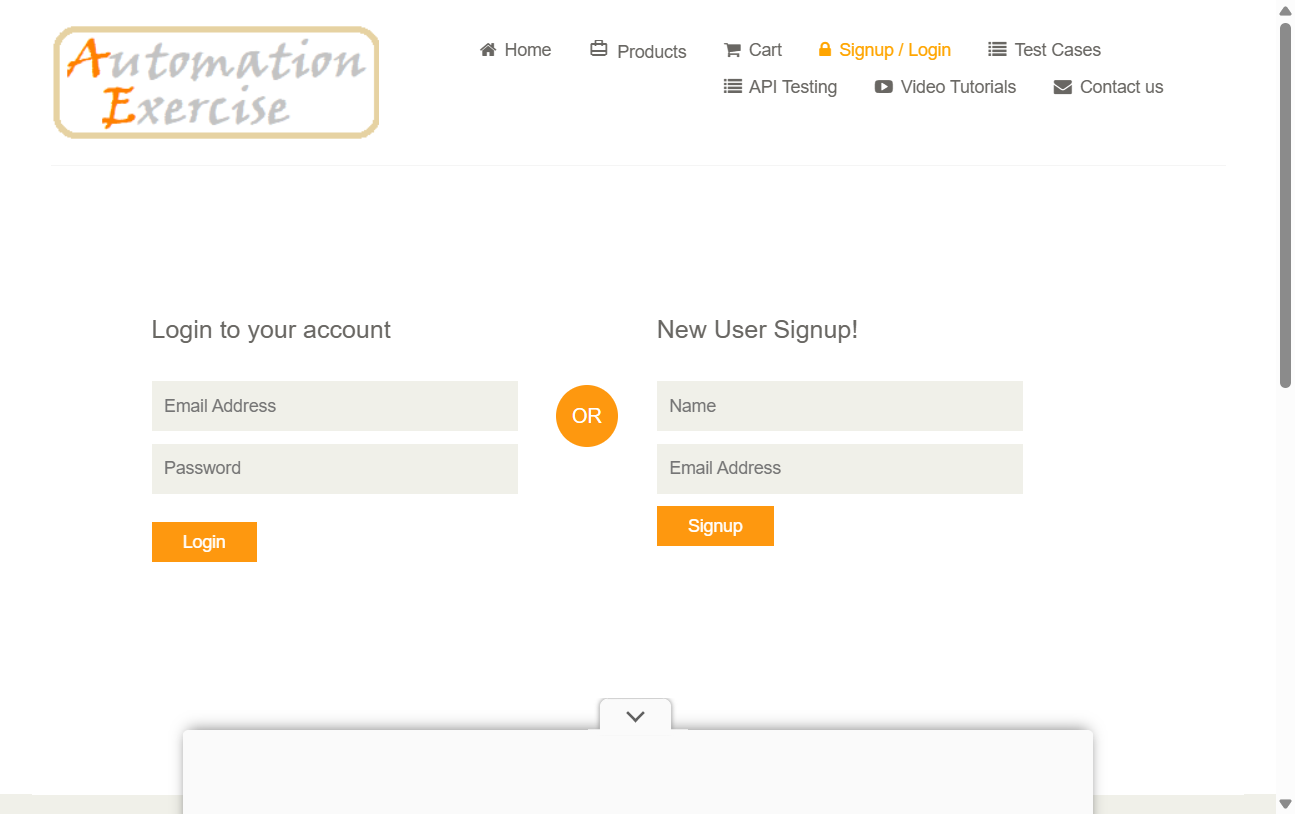 Automation
Exercise
Home
Products
Cart
Signup / Login
Test Cases
API Testing
Video Tutorials
Contact us
Login to your account
Email Address
Password
Login
OR
New User Signup!
Name
Email Address
Signup